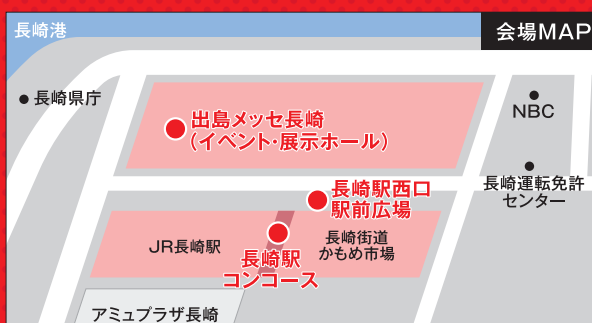 長崎港
会場MAP
長崎県庁
出島メッセ長崎
(イベント・展示ホール)
NBC
長崎駅西口
駅前広場
長崎運転免許
センター
JR長崎駅
長崎街道
かもめ市場
長崎駅
コンコース
アミュプラザ長崎